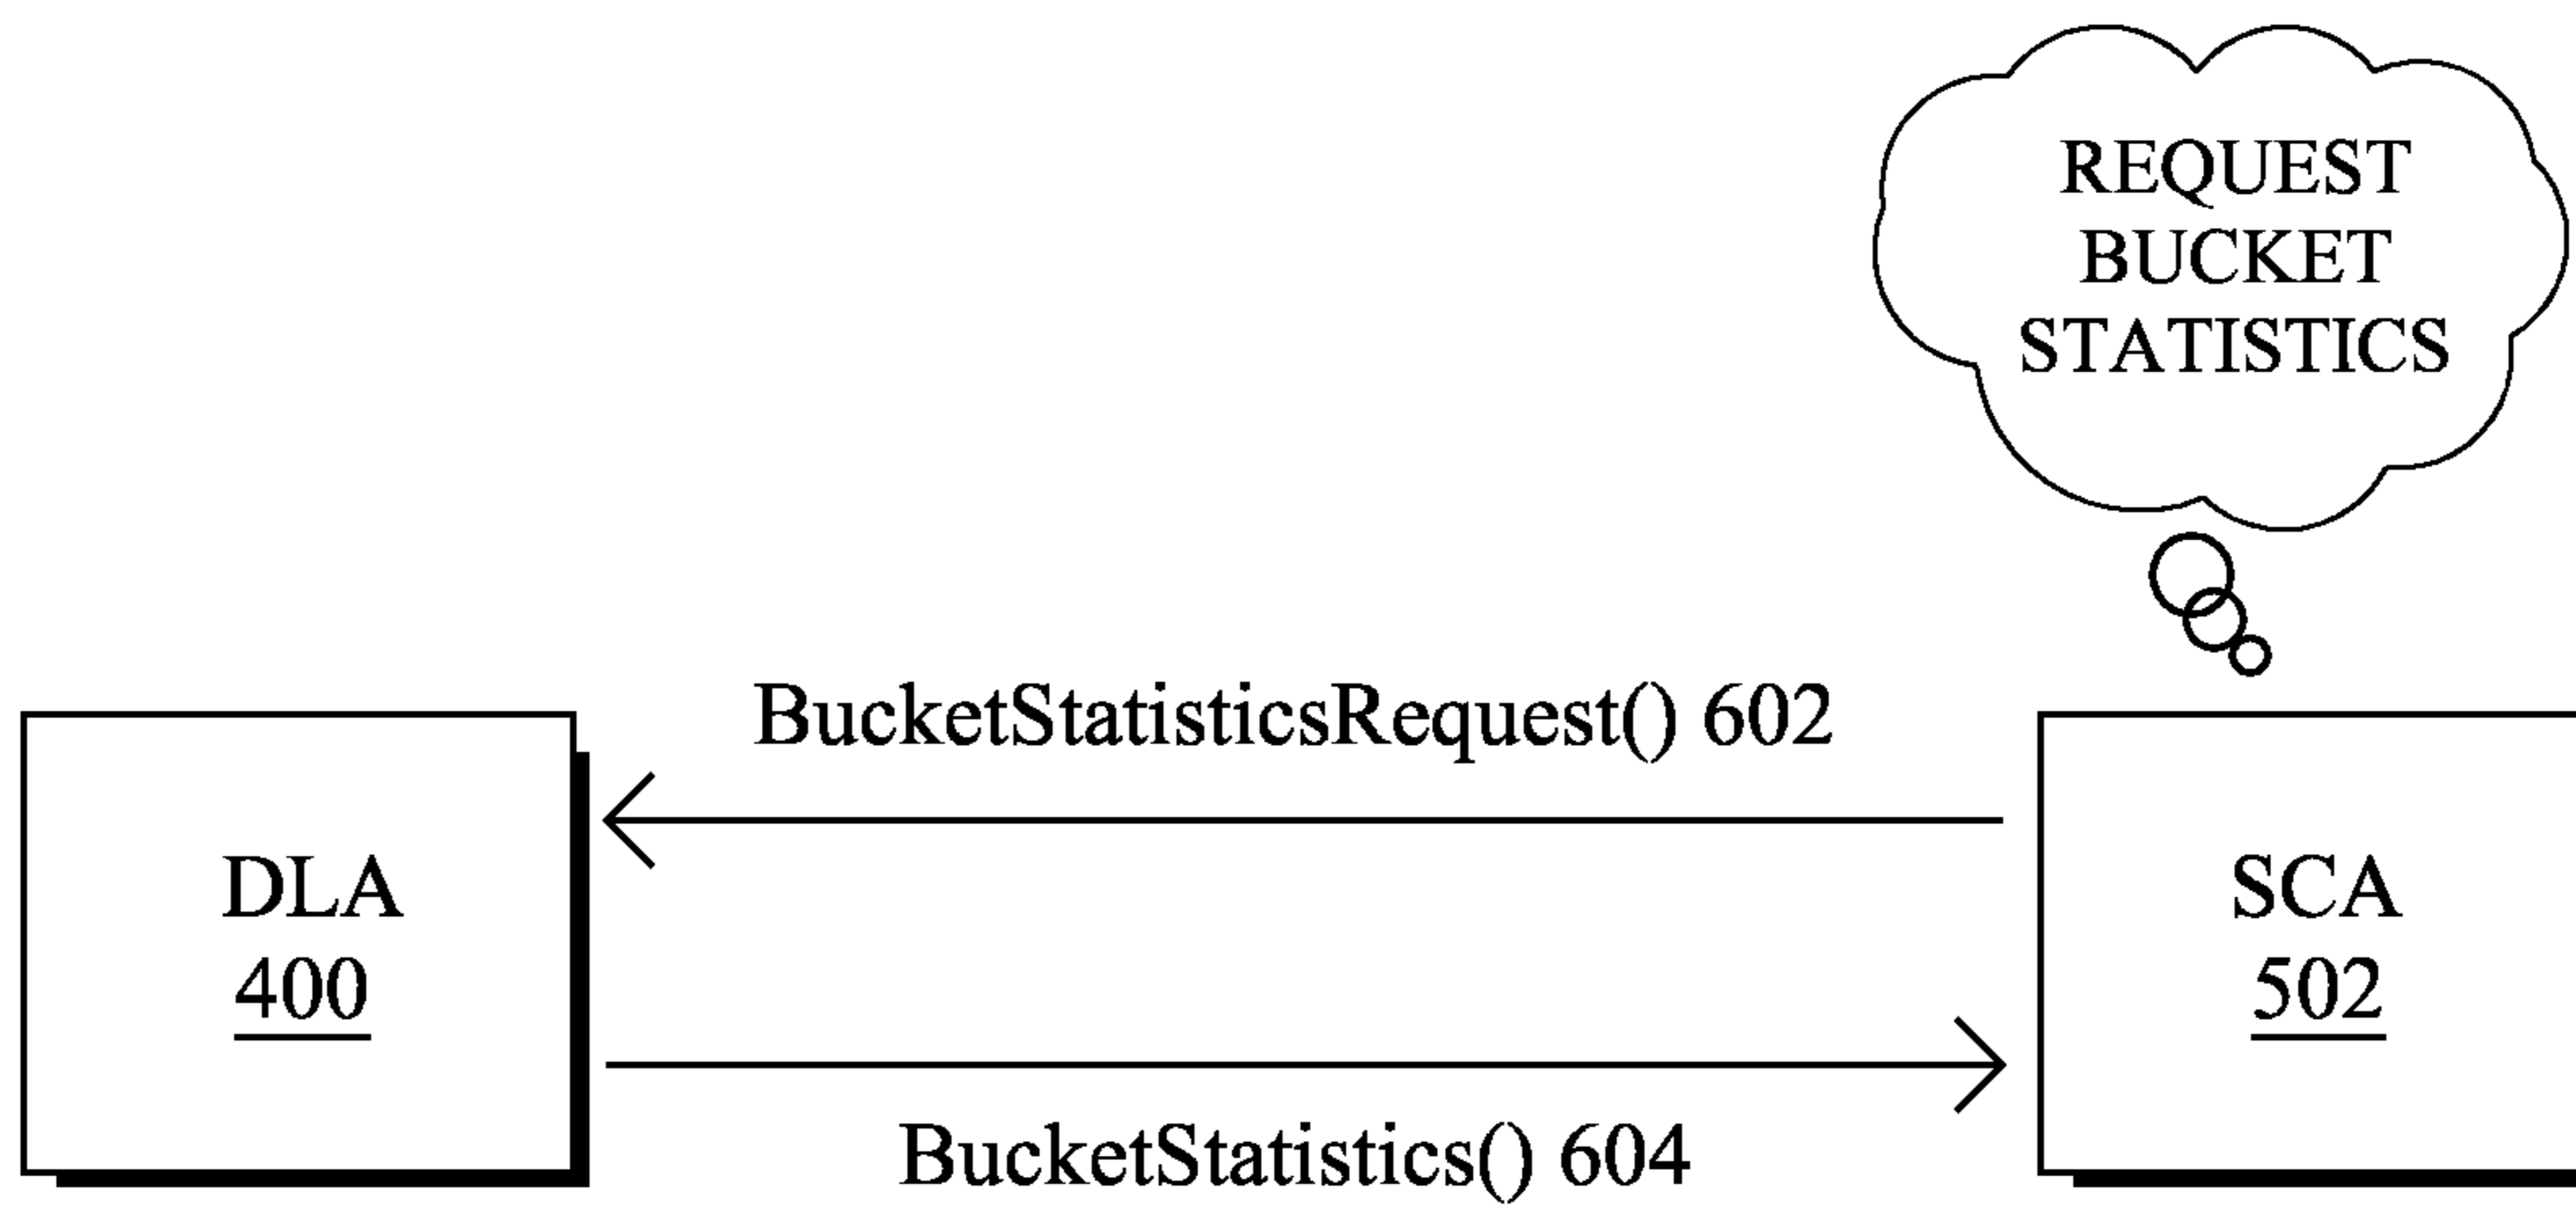 REQUEST
BUCKET
STATISTICS
BucketStatisticsRequest() 602
DLA
400
SCA
502
BucketStatistics() 604